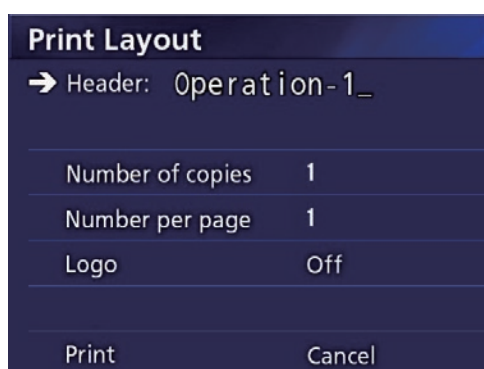 Print Layout
Header: Operation-1_
Number of copies 1
Number per page 1
Logo Off
Print Cancel